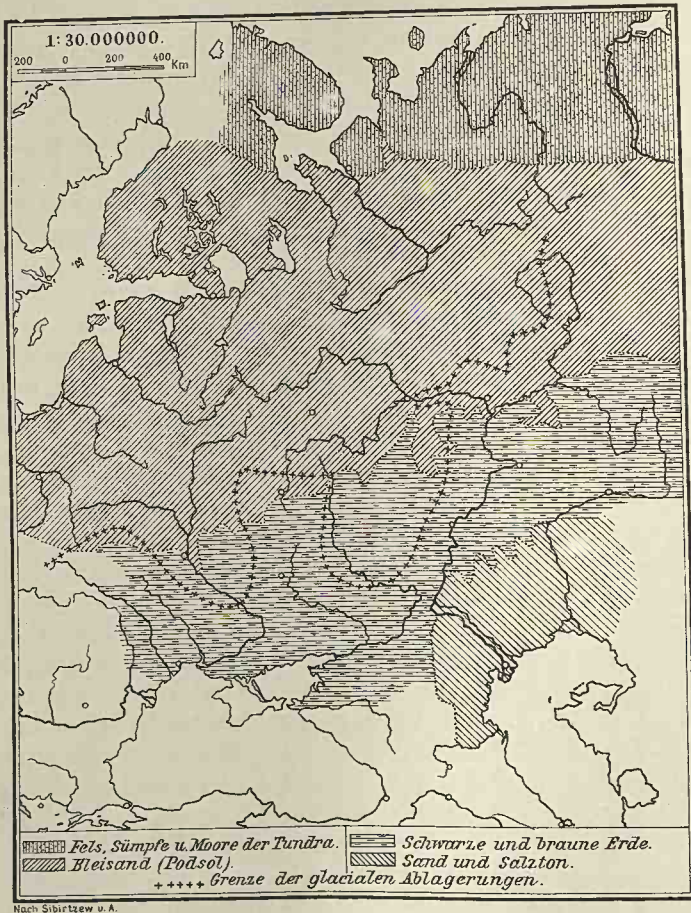 1:30.000000.
200 0 200 400 Km
Fels, Sümpfe u. Moore der Tundra.
Bleisand (Podsol).
Schwarze und braune Erde.
Sand und Salzton.
+++++ Grenze der glacialen Ablagerungen.
Nach Sibirtzew u. A.